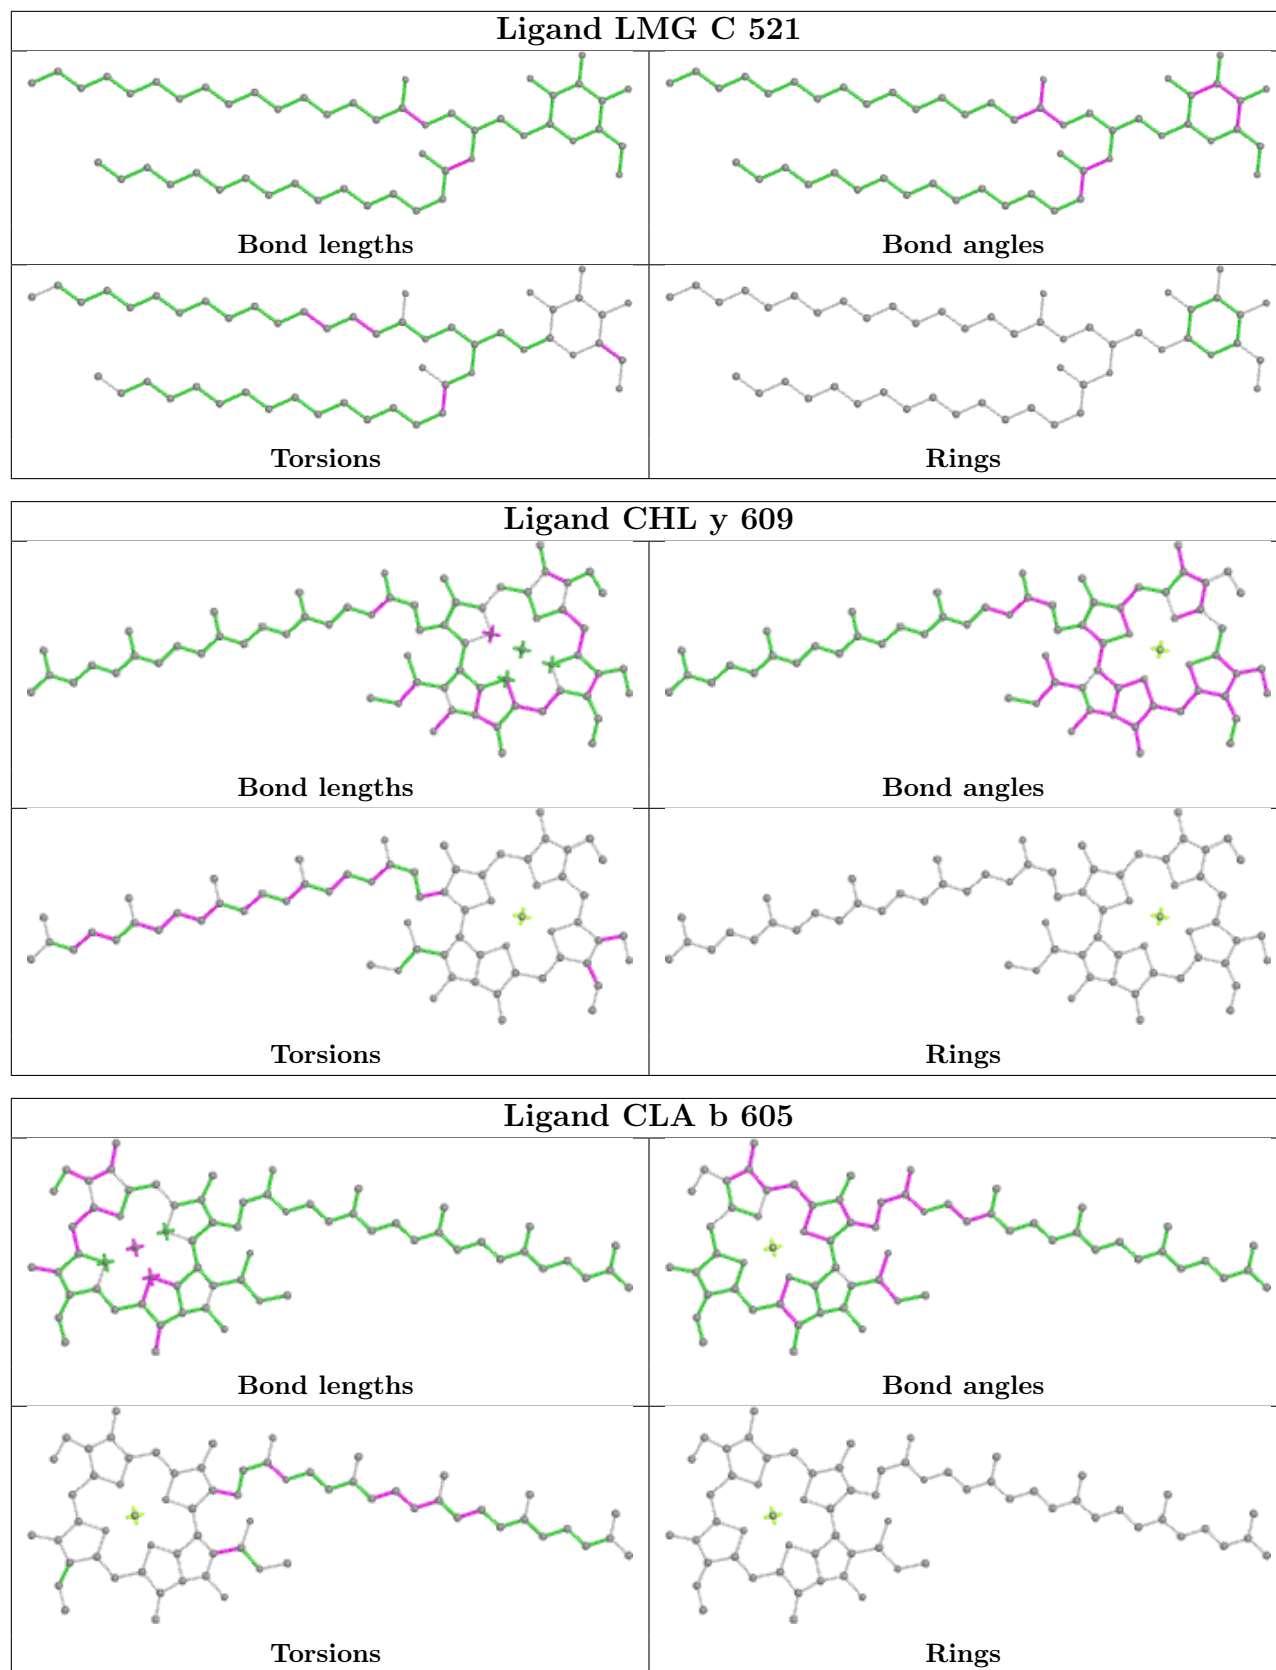 Ligand LMG C 521
Bond lengths
Bond angles
Torsions
Rings
Ligand CHL y 609
Bond lengths
Bond angles
Torsions
Rings
Ligand CLA b 605
Bond lengths
Bond angles
Torsions
Rings